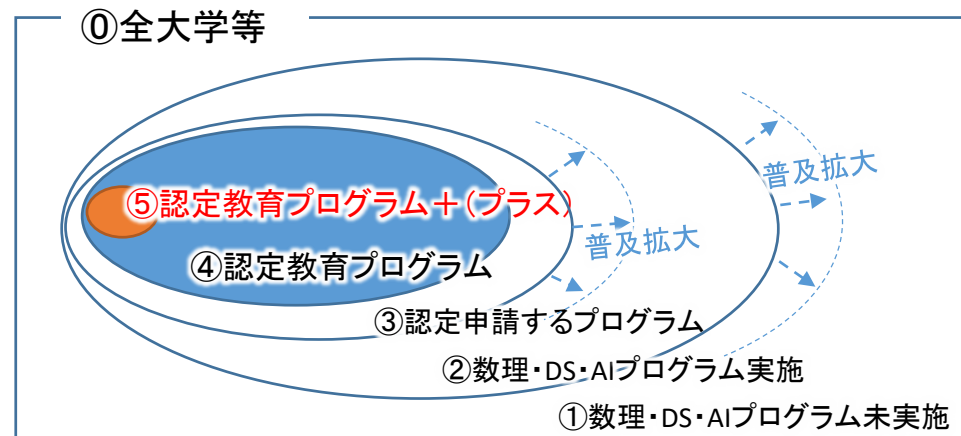 ⓪全大学等
普及拡大
⑤認定教育プログラム＋(プラス)
普及拡大
④認定教育プログラム
③認定申請するプログラム
②数理・DS・AIプログラム実施
①数理・DS・AIプログラム未実施